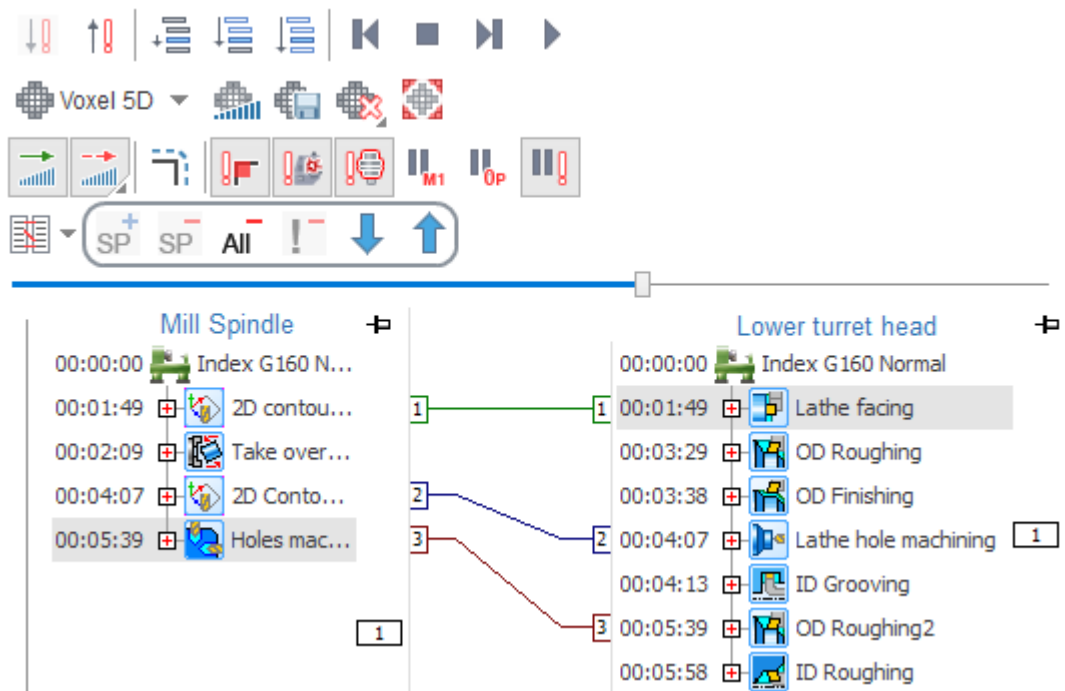 Voxel 5D
M1 OP
SP SP All !
Mill Spindle
00:00:00 Index G160 N...
00:01:49 2D contou... 1
00:02:09 Take over...
00:04:07 2D Conto... 2
00:05:39 Holes mac... 3
1
Lower turret head
00:00:00 Index G160 Normal
1 00:01:49 Lathe facing
00:03:29 OD Roughing
00:03:38 OD Finishing
2 00:04:07 Lathe hole machining 1
00:04:13 ID Grooving
3 00:05:39 OD Roughing2
00:05:58 ID Roughing